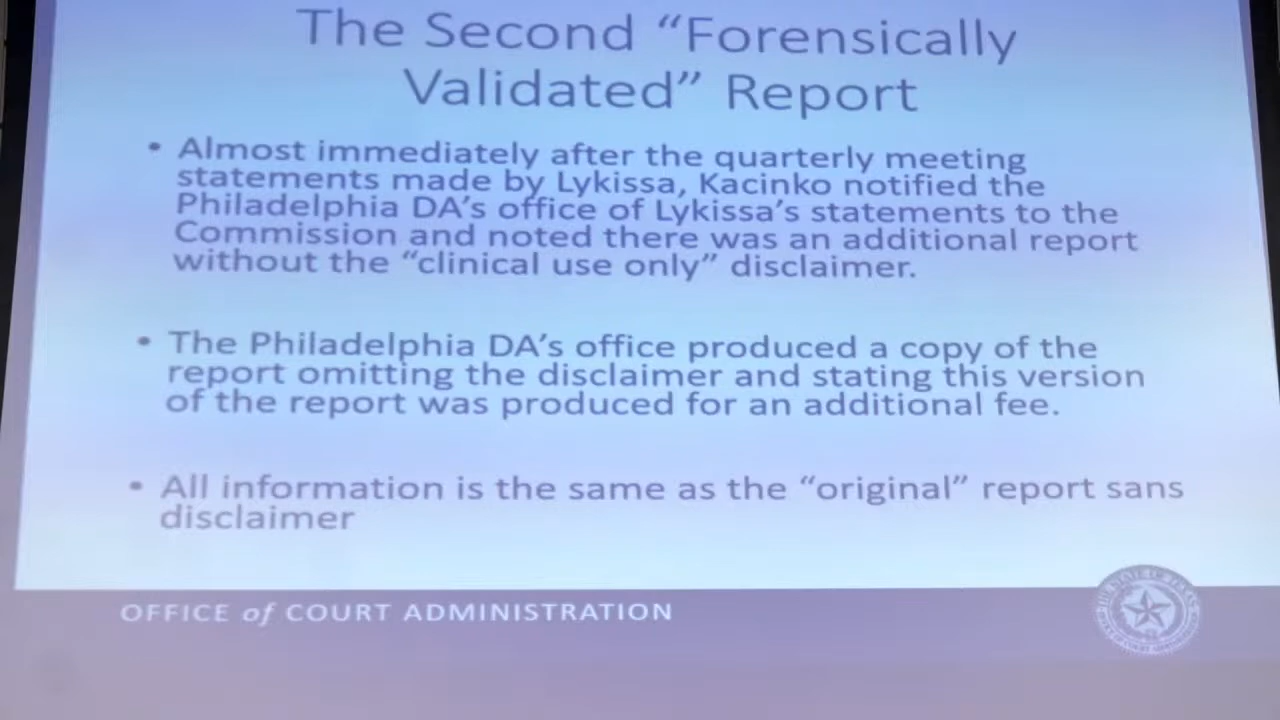 The Second “Forensically
Validated” Report
• Almost immediately after the quarterly meeting
statements made by Lykissa, Kacinko notified the
Philadelphia DA’s office of Lykissa’s statements to the
Commission and noted there was an additional report
without the “clinical use only” disclaimer.
• The Philadelphia DA’s office produced a copy of the
report omitting the disclaimer and stating this version
of the report was produced for an additional fee.
• All information is the same as the “original” report sans
disclaimer
OFFICE of COURT ADMINISTRATION